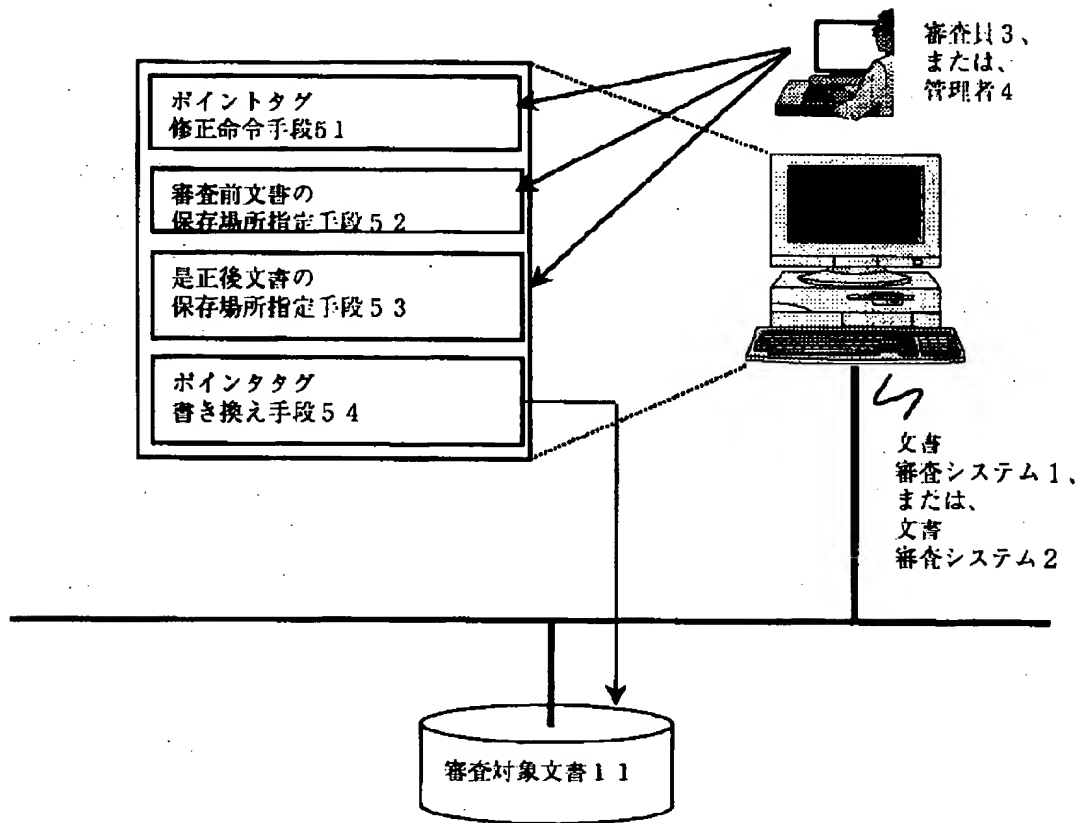 審査員3、
または、
管理者4
ポイントタグ
修正命令手段51
審査前文書の
保存場所指定手段52
是正後文書の
保存場所指定手段53
ポインタタグ
書き換え手段54
文書
審査システム1、
または、
文書
審査システム2
審査対象文書11